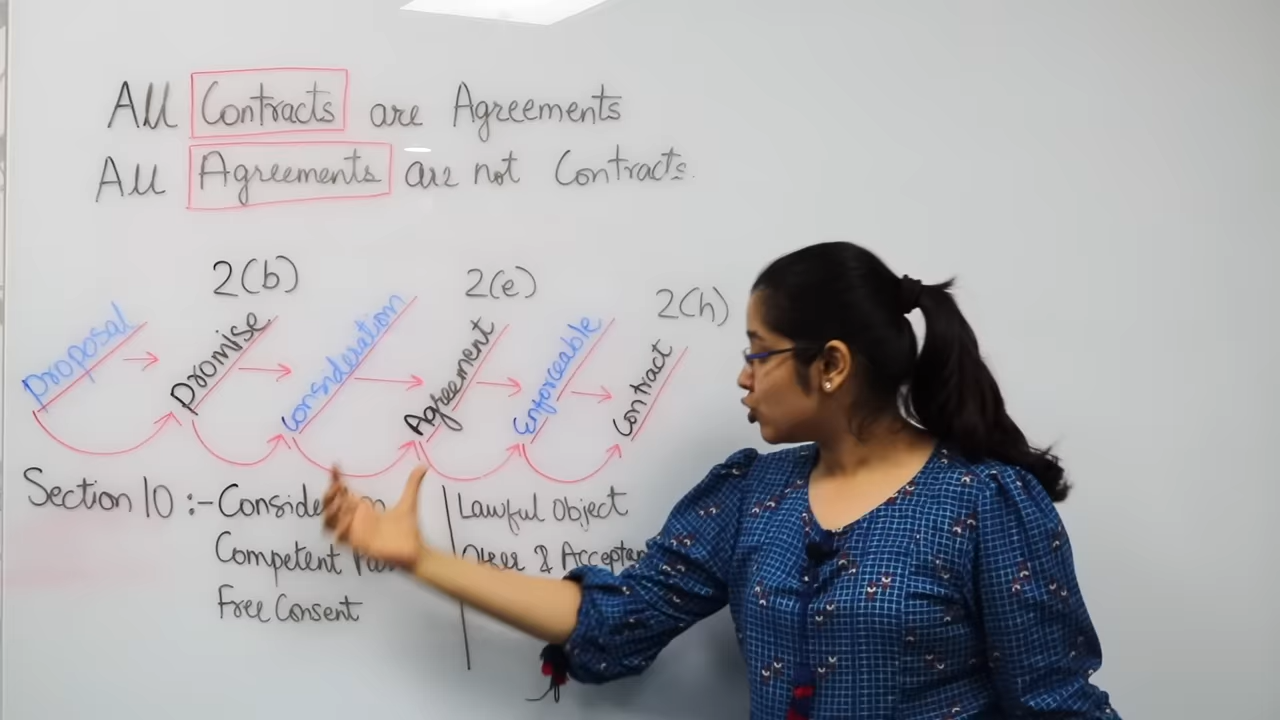 All Contracts are Agreements
All Agreements are not Contracts.
2(b) 2(e) 2(h)
Proposal → Promise → Consideration → Agreement → Enforceable → Contract
Section 10 :- Lawful Object
Competent
Free Consent